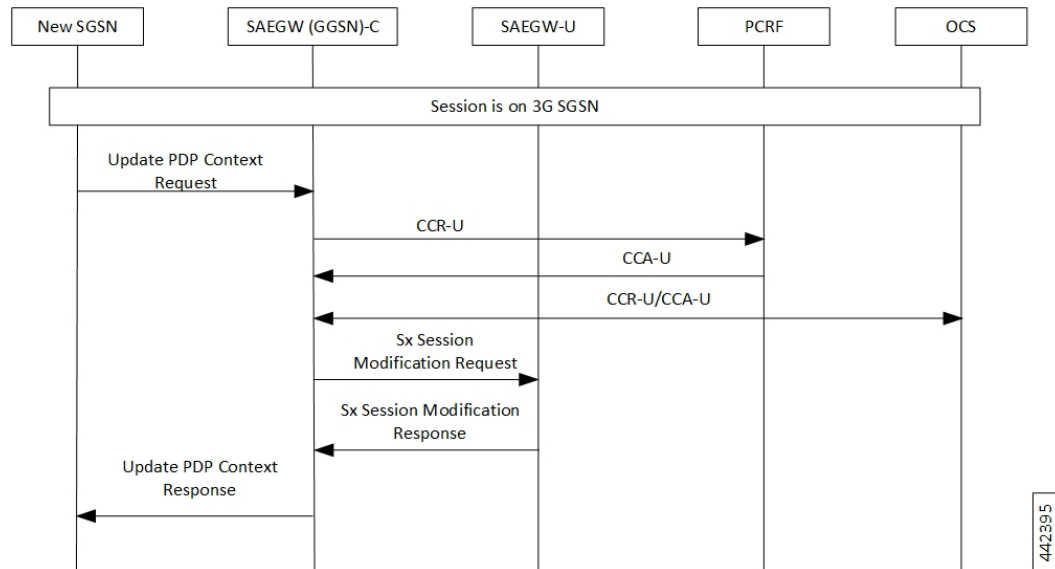 New SGSN
SAEGW (GGSN)-C
SAEGW-U
PCRF
OCS
Session is on 3G SGSN
Update PDP Context
Request
CCR-U
CCA-U
CCR-U/CCA-U
Sx Session
Modification Request
Sx Session Modification
Response
Update PDP Context
Response
442395